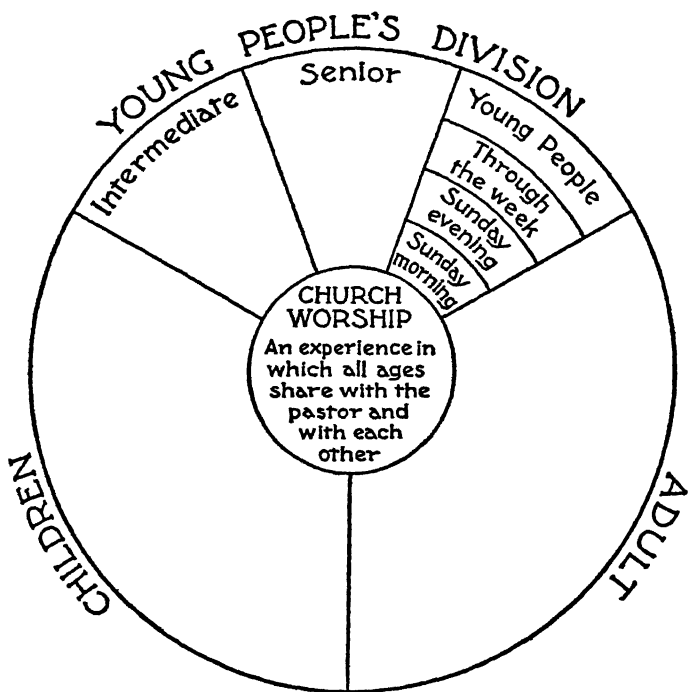 YOUNG PEOPLE'S DIVISION
Intermediate
Senior
Young People
Through
the week
Sunday
evening
Sunday
morning
CHURCH
WORSHIP
An experience in
which all ages
share with the
pastor and
with each
other
CHILDREN
ADULT